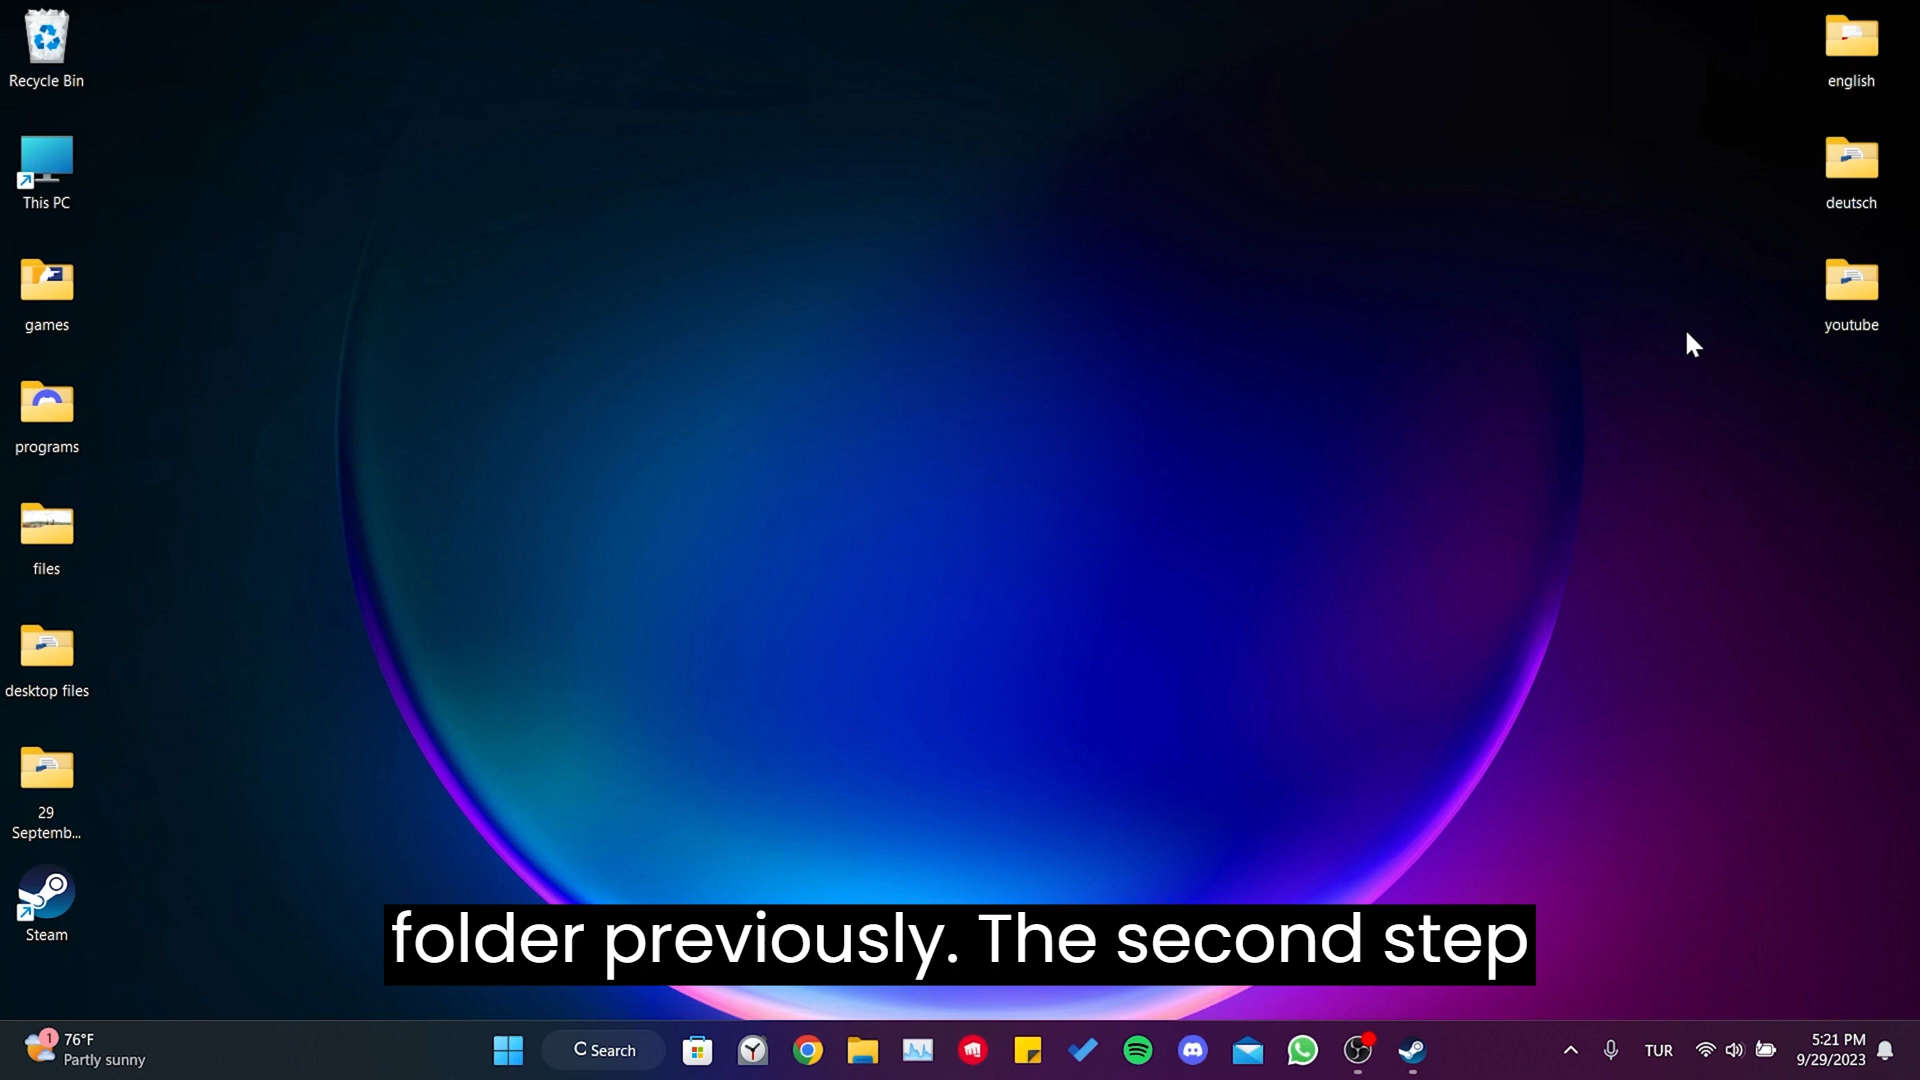 Recycle Bin
This PC
games
programs
files
desktop files
29
Septemb...
Steam
english
deutsch
youtube
folder previously. The second step
1
76°F
Partly sunny
Search
TUR
5:21 PM
9/29/2023